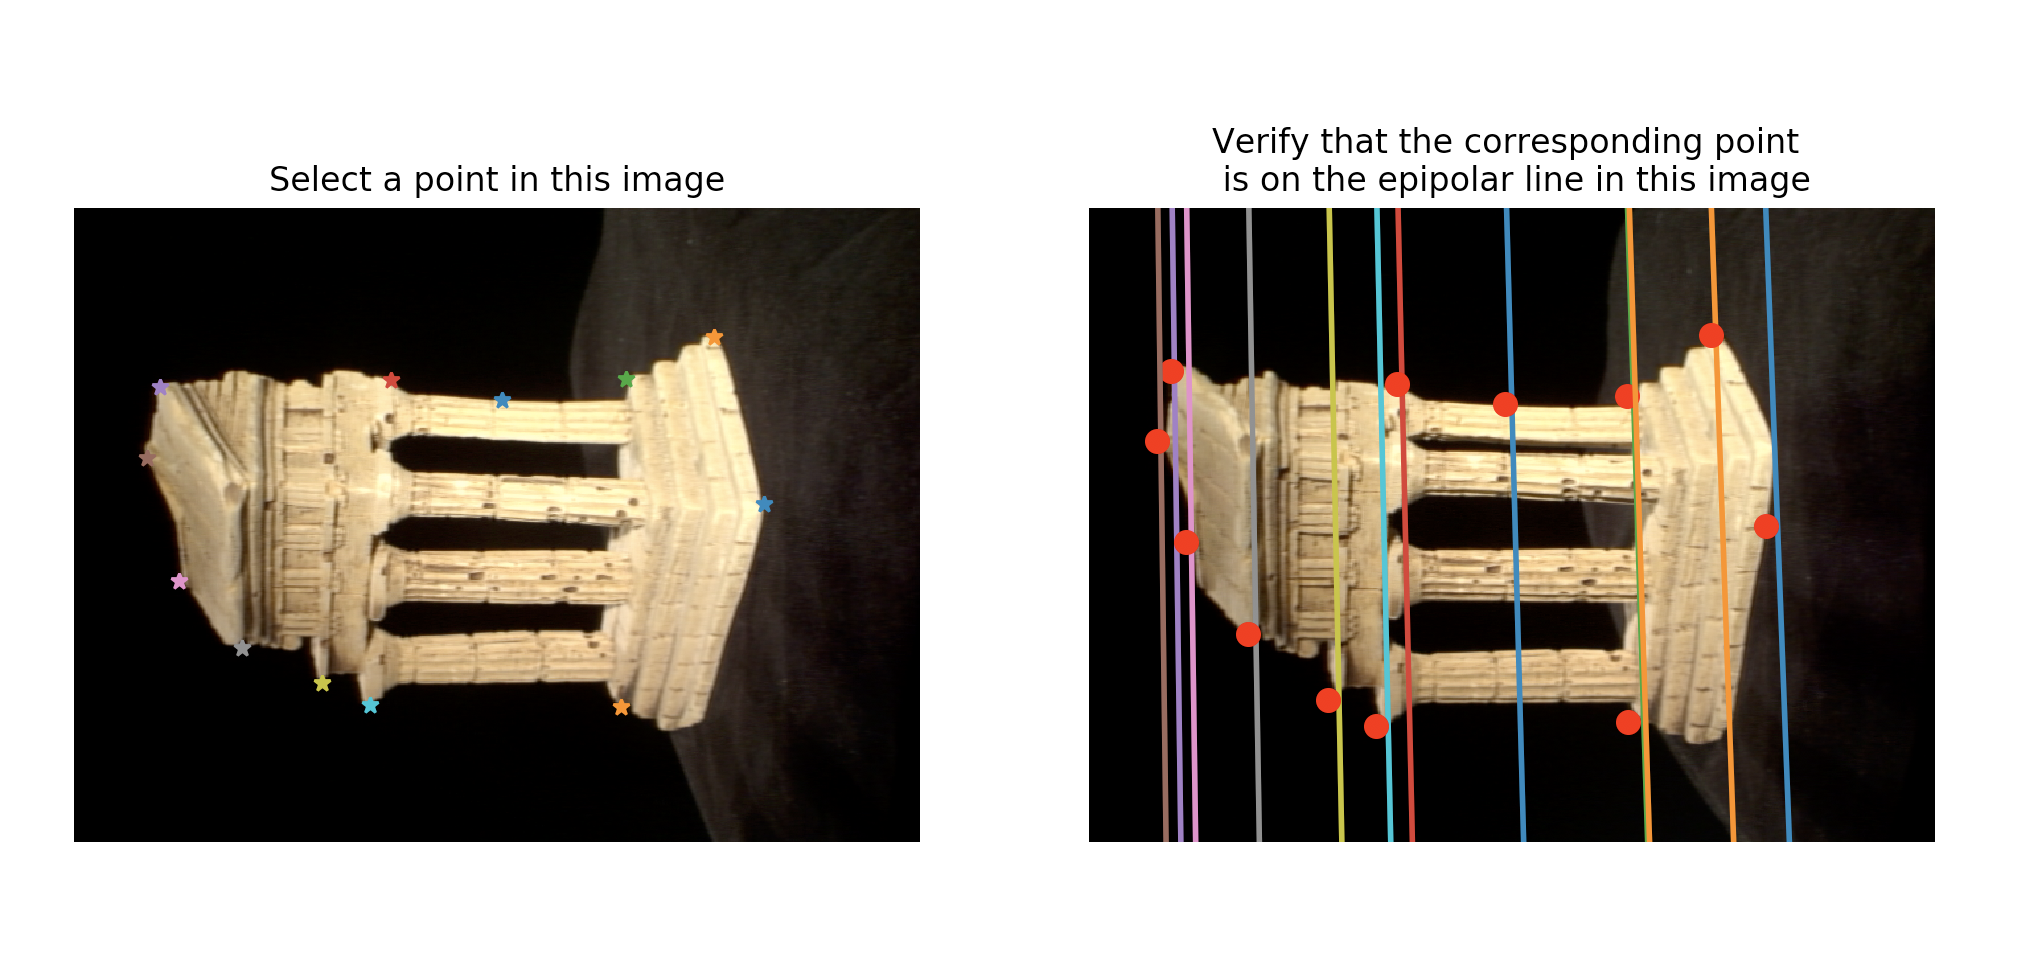 Select a point in this image
Verify that the corresponding point
is on the epipolar line in this image